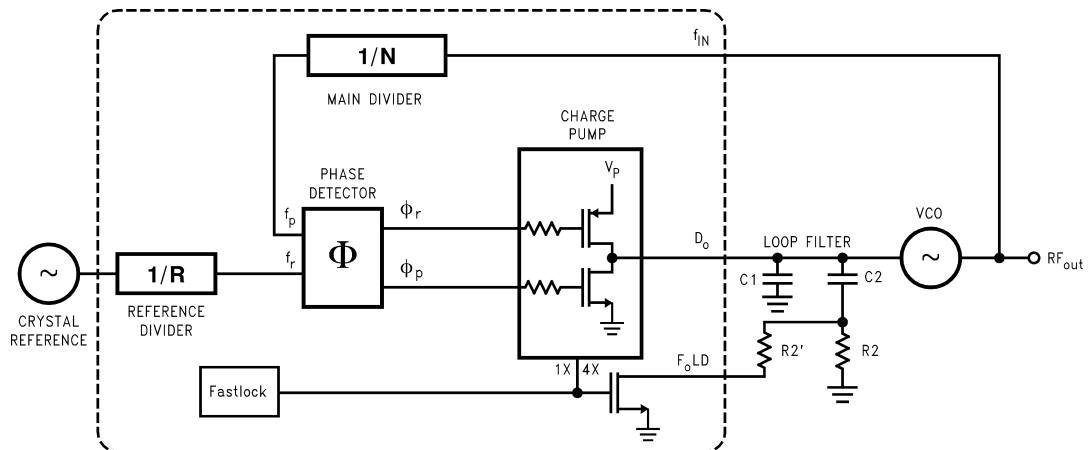 f_IN
1/N
MAIN DIVIDER
CHARGE
PUMP
V_P
PHASE
DETECTOR
f_p
ϕ_r
Φ
f_r
ϕ_p
D_o
LOOP FILTER
VCO
~
RF_out
C1
C2
~
1/R
CRYSTAL
REFERENCE
REFERENCE
DIVIDER
R2'
R2
1X
4X
F_oLD
Fastlock